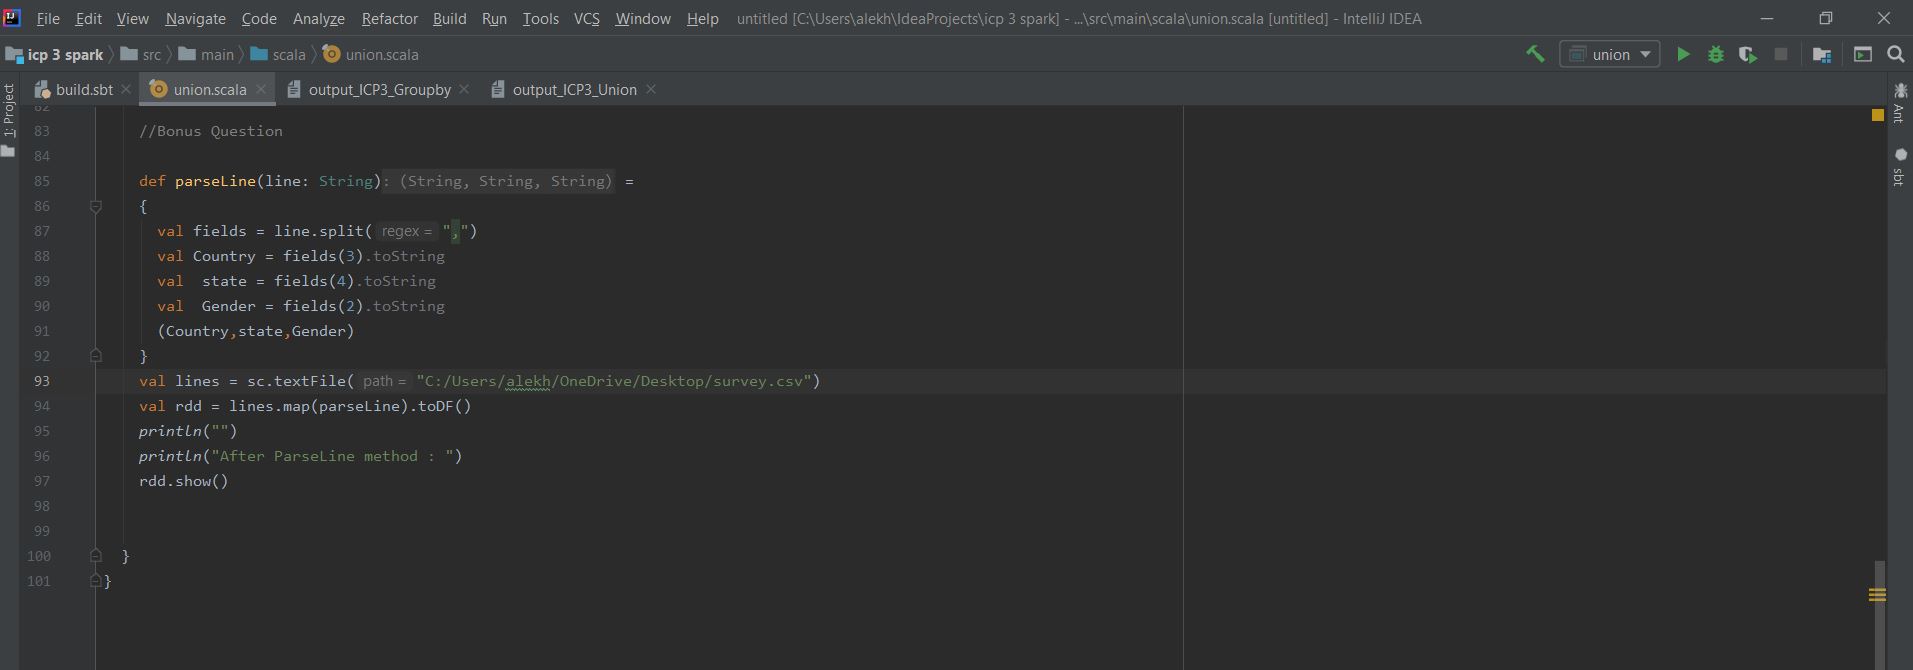 File Edit View Navigate Code Analyze Refactor Build Run Tools VCS Window Help untitled [C:\Users\alekh\IdeaProjects\icp 3 spark] - ...\src\main\scala\union.scala [untitled] - IntelliJ IDEA
icp 3 spark src main scala union.scala union
build.sbt union.scala output_ICP3_Groupby output_ICP3_Union
1: Project
Ant
sbt
82
83 //Bonus Question
84
85 def parseLine(line: String): (String, String, String) =
86 {
87 val fields = line.split( regex = ",")
88 val Country = fields(3).toString
89 val  state = fields(4).toString
90 val  Gender = fields(2).toString
91 (Country,state,Gender)
92 }
93 val lines = sc.textFile( path = "C:/Users/alekh/OneDrive/Desktop/survey.csv")
94 val rdd = lines.map(parseLine).toDF()
95 println("")
96 println("After ParseLine method : ")
97 rdd.show()
98
99
100 }
101 }